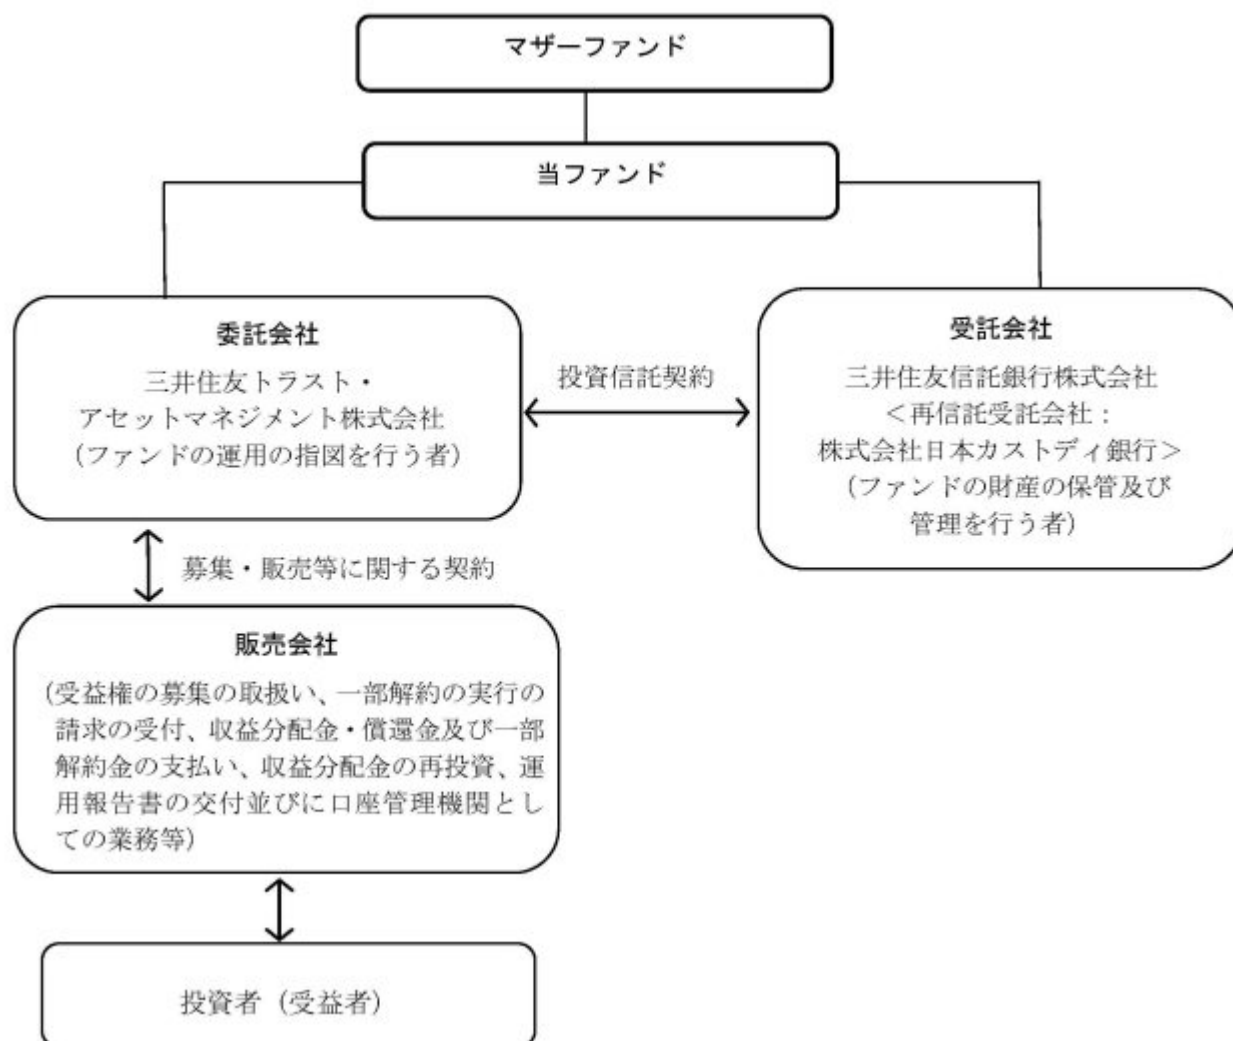 マザーファンド
当ファンド
委託会社
三井住友トラスト・
アセットマネジメント株式会社
（ファンドの運用の指図を行う者）
投資信託契約
受託会社
三井住友信託銀行株式会社
＜再信託受託会社：
株式会社日本カストディ銀行＞
（ファンドの財産の保管及び
管理を行う者）
募集・販売等に関する契約
販売会社
（受益権の募集の取扱い、一部解約の実行の
請求の受付、収益分配金・償還金及び一部
解約金の支払い、収益分配金の再投資、運
用報告書の交付並びに口座管理機関とし
ての業務等）
投資者（受益者）